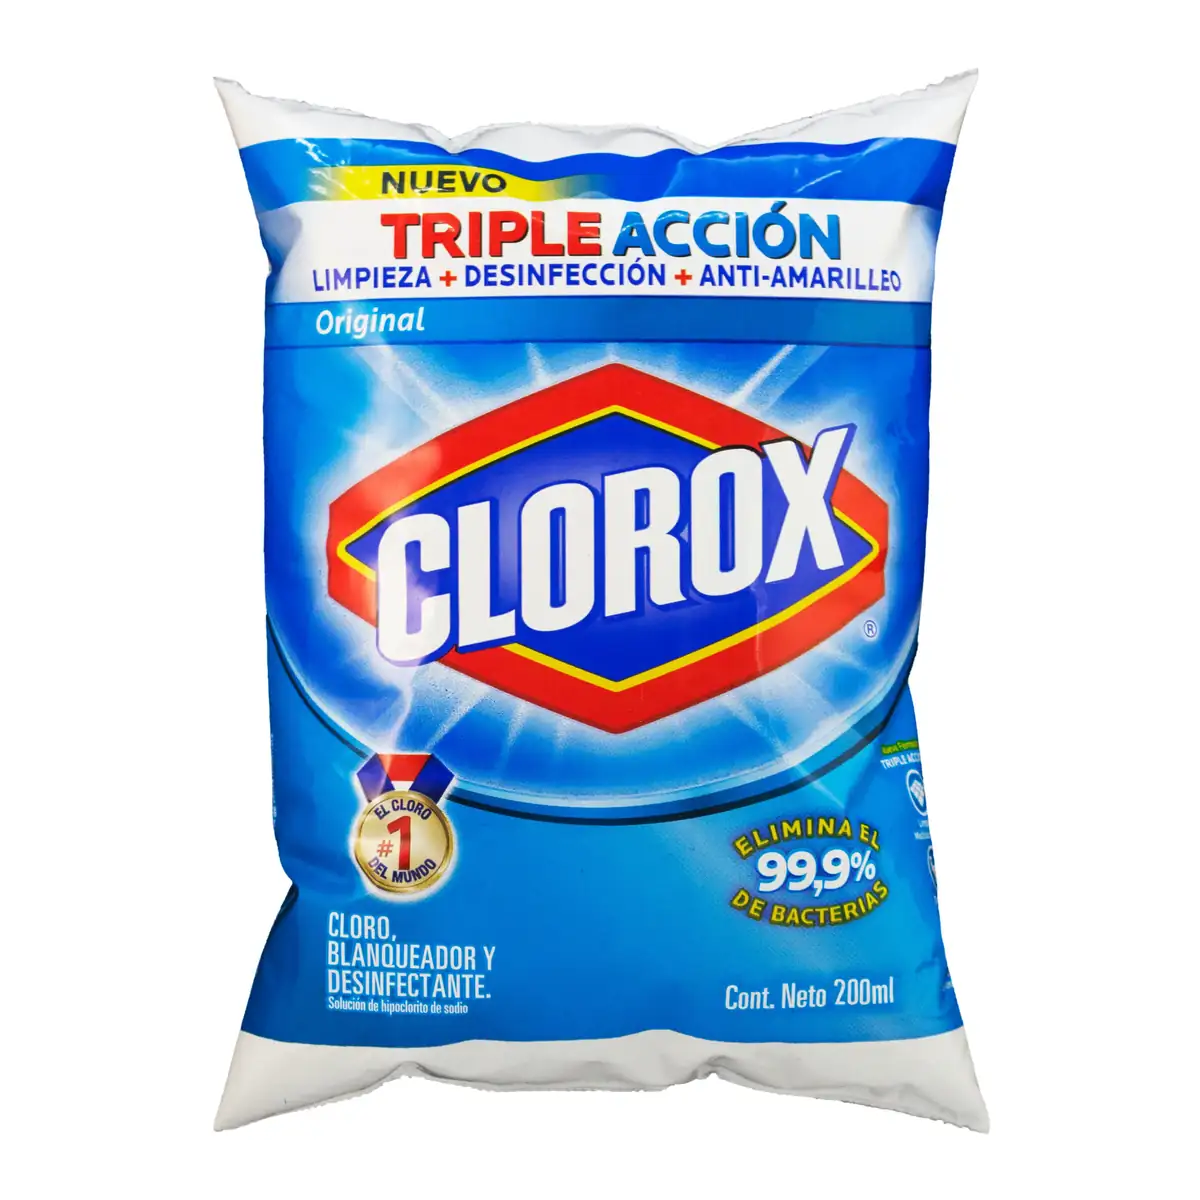 NUEVO
TRIPLE ACCIÓN
LIMPIEZA + DESINFECCIÓN + ANTI-AMARILLEO
Original
CLOROX
®
EL CLORO
#1
DEL MUNDO
CLORO,
BLANQUEADOR Y
DESINFECTANTE.
Solución de hipoclorito de sodio
ELIMINA EL
99,9%
DE BACTERIAS
Cont. Neto 200ml
TRIPLE